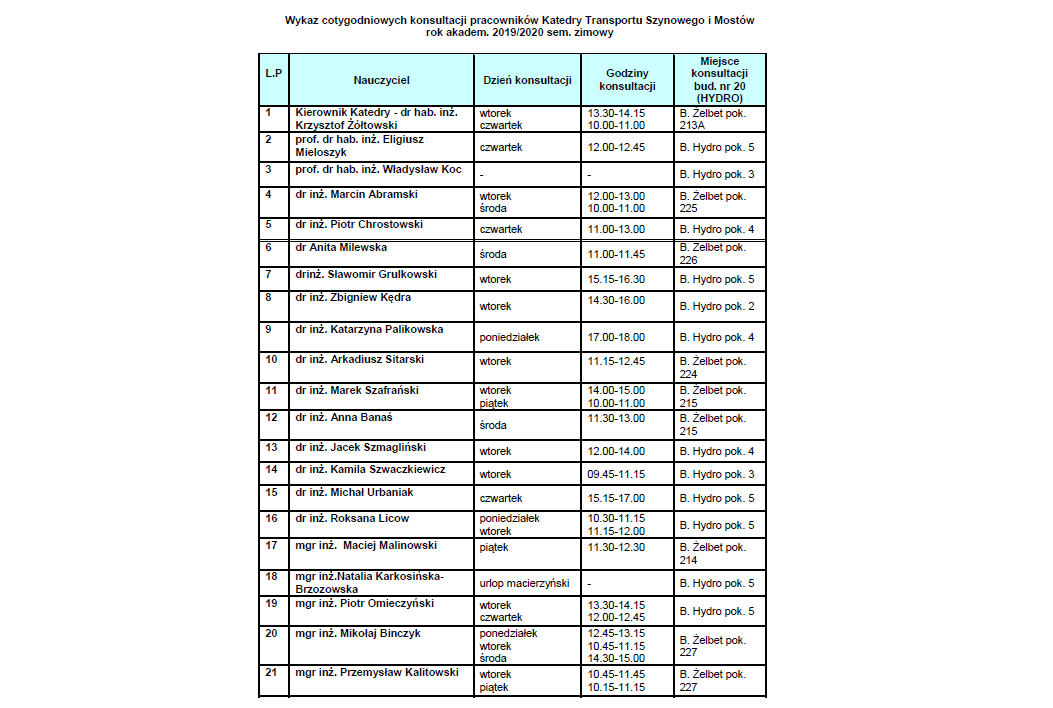 Wykaz cotygodniowych konsultacji pracowników Katedry Transportu Szynowego i Mostów
rok akadem. 2019/2020 sem. zimowy
L.P Nauczyciel Dzień konsultacji Godziny konsultacji Miejsce konsultacji bud. nr 20 (HYDRO)
1 Kierownik Katedry - dr hab. inż. wtorek 13.30-14.15 B. Żelbet pok.
Krzysztof Żółtowski czwartek 10.00-11.00 213A
2 prof. dr hab. inż. Eligiusz
Mieloszyk czwartek 12.00-12.45 B. Hydro pok. 5
3 prof. dr hab. inż. Władysław Koc - - B. Hydro pok. 3
4 dr inż. Marcin Abramski wtorek 12.00-13.00 B. Żelbet pok.
środa 10.00-11.00 225
5 dr inż. Piotr Chrostowski czwartek 11.00-13.00 B. Hydro pok. 4
6 dr Anita Milewska środa 11.00-11.45 B. Żelbet pok.
226
7 drinż. Sławomir Grulkowski wtorek 15.15-16.30 B. Hydro pok. 5
8 dr inż. Zbigniew Kędra wtorek 14.30-16.00 B. Hydro pok. 2
9 dr inż. Katarzyna Palikowska poniedziałek 17.00-18.00 B. Hydro pok. 4
10 dr inż. Arkadiusz Sitarski wtorek 11.15-12.45 B. Żelbet pok.
224
11 dr inż. Marek Szafrański wtorek 14.00-15.00 B. Żelbet pok.
piątek 10.00-11.00 215
12 dr inż. Anna Banaś środa 11.30-13.00 B. Żelbet pok.
215
13 dr inż. Jacek Szmagliński wtorek 12.00-14.00 B. Hydro pok. 4
14 dr inż. Kamila Szwaczkiewicz wtorek 09.45-11.15 B. Hydro pok. 3
15 dr inż. Michał Urbaniak czwartek 15.15-17.00 B. Hydro pok. 5
16 dr inż. Roksana Licow poniedziałek 10.30-11.15 B. Hydro pok. 5
wtorek 11.15-12.00
17 mgr inż. Maciej Malinowski piątek 11.30-12.30 B. Żelbet pok.
214
18 mgr inż.Natalia Karkosińska-
Brzozowska urlop macierzyński - B. Hydro pok. 5
19 mgr inż. Piotr Omieczyński wtorek 13.30-14.15 B. Hydro pok. 5
czwartek 12.00-12.45
20 mgr inż. Mikołaj Binczyk ponedziałek 12.45-13.15 B. Żelbet pok.
wtorek 10.45-11.15 227
środa 14.30-15.00
21 mgr inż. Przemysław Kalitowski wtorek 10.45-11.45 B. Żelbet pok.
piątek 10.15-11.15 227